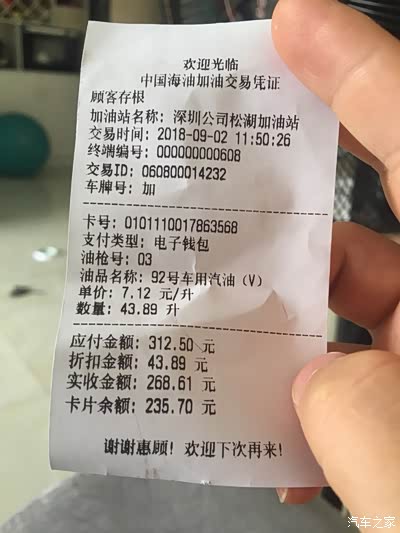 欢迎光临
中国海油加油交易凭证
顾客存根
加油站名称: 深圳公司松湖加油站
交易时间: 2018-09-02 11:50:26
终端编号: 000000000608
交易ID: 060800014232
车牌号: 加
卡号: 0101110017863568
支付类型: 电子钱包
油枪号: 03
油品名称: 92号车用汽油(V)
单价: 7.12 元/升
数量: 43.89 升
应付金额: 312.50 元
折扣金额: 43.89 元
实收金额: 268.61 元
卡片余额: 235.70 元
谢谢惠顾! 欢迎下次再来!
汽车之家